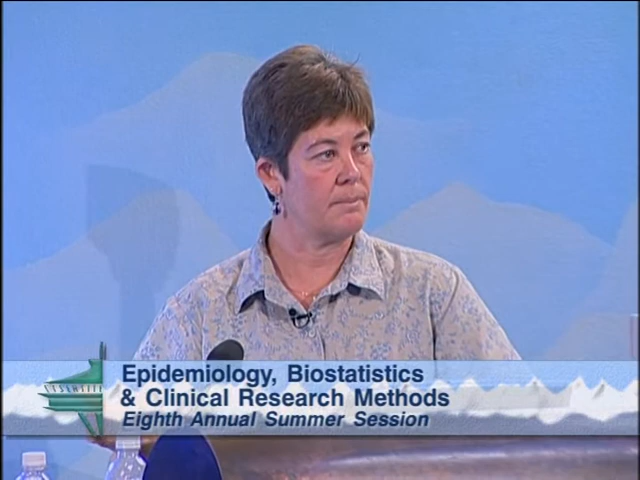 Epidemiology, Biostatistics
& Clinical Research Methods
Eighth Annual Summer Session